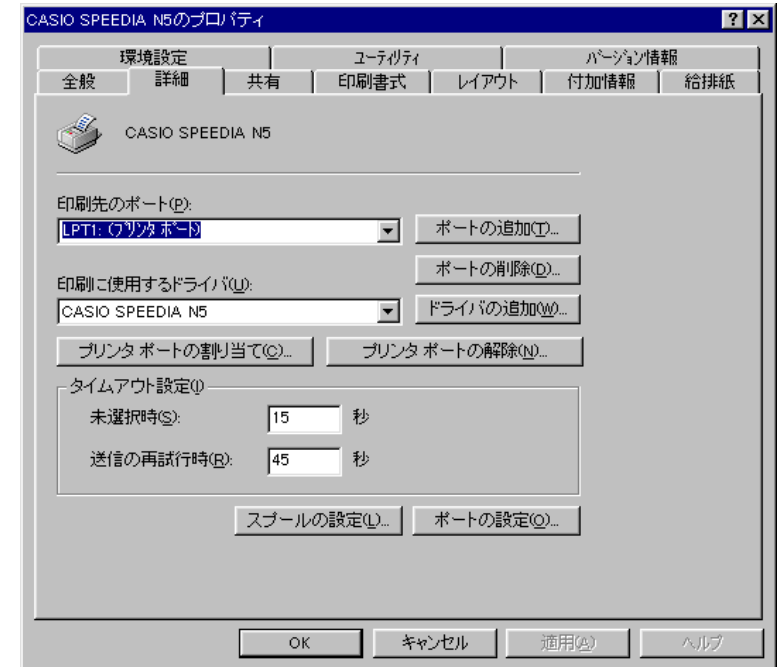 CASIO SPEEDIA N5のプロパティ
環境設定 ユーティリティ バージョン情報
全般 詳細 共有 印刷書式 レイアウト 付加情報 給排紙
CASIO SPEEDIA N5
印刷先のポート(P):
LPT1: (プリンタ ポート)
ポートの追加(T)...
ポートの削除(D)...
印刷に使用するドライバ(U):
CASIO SPEEDIA N5
ドライバの追加(W)...
プリンタ ポートの割り当て(C)... プリンタ ポートの解除(N)...
タイムアウト設定(I)
未選択時(S): 15 秒
送信の再試行時(R): 45 秒
スプールの設定(L)... ポートの設定(O)...
OK キャンセル 適用(A) ヘルプ